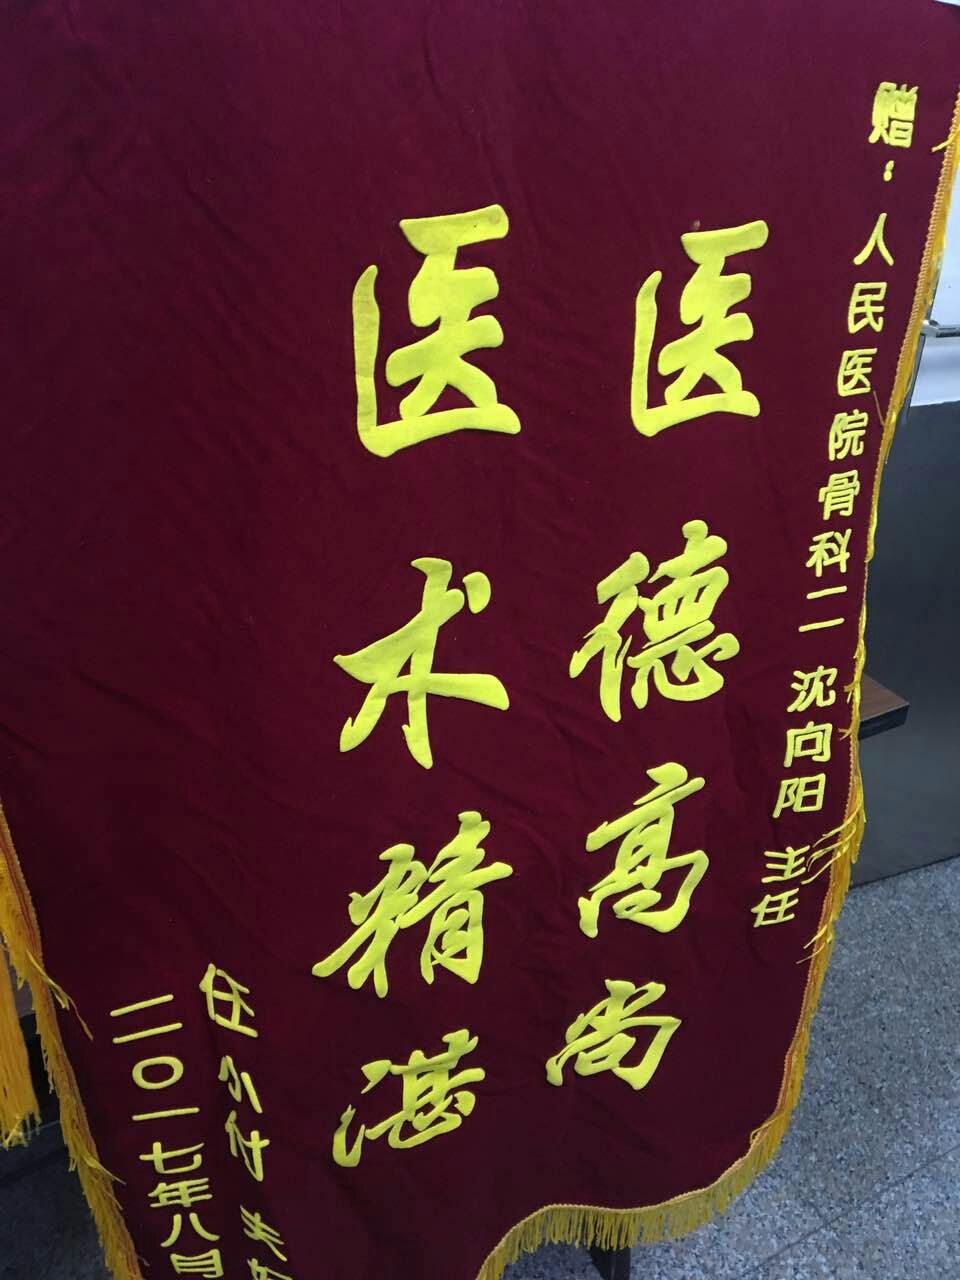 赠：人民医院骨科二 沈向阳 主任
医德高尚
医术精湛
任小付
二〇一七年八月